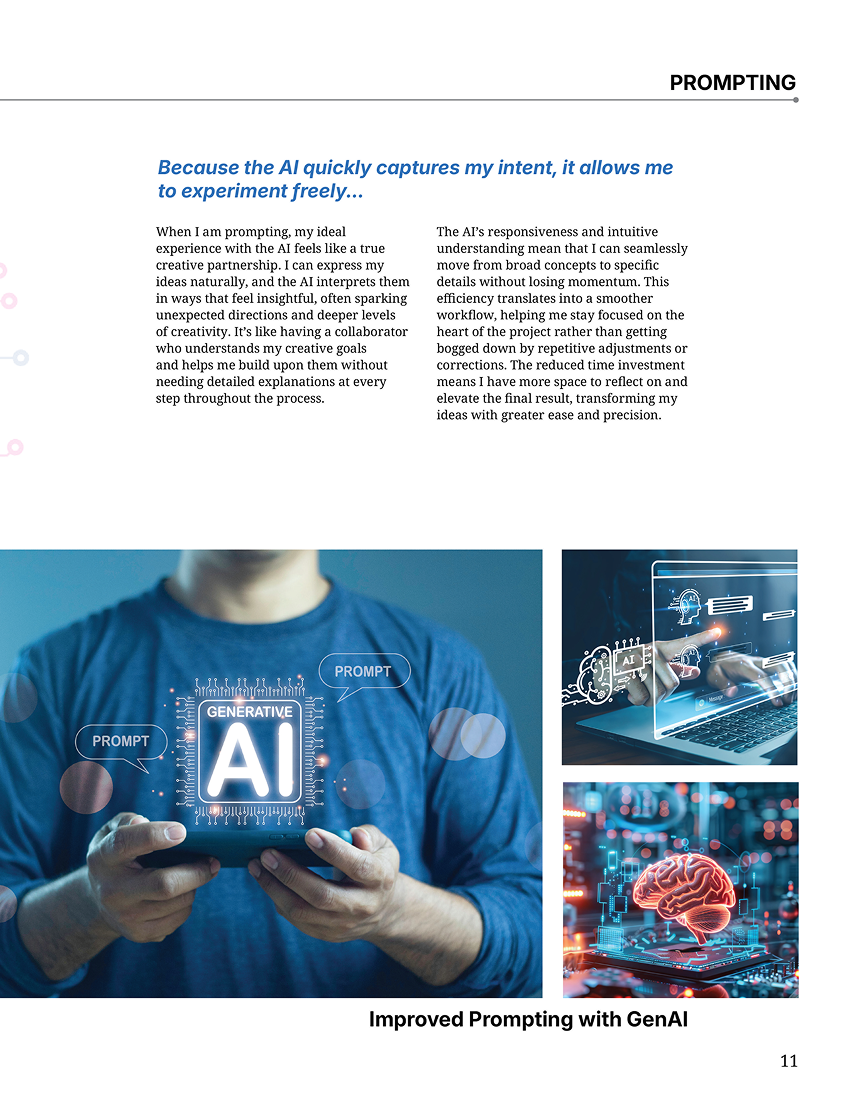 PROMPTING
Because the AI quickly captures my intent, it allows me
to experiment freely...
When I am prompting, my ideal
experience with the AI feels like a true
creative partnership. I can express my
ideas naturally, and the AI interprets them
in ways that feel insightful, often sparking
unexpected directions and deeper levels
of creativity. It’s like having a collaborator
who understands my creative goals
and helps me build upon them without
needing detailed explanations at every
step throughout the process.
The AI’s responsiveness and intuitive
understanding mean that I can seamlessly
move from broad concepts to specific
details without losing momentum. This
efficiency translates into a smoother
workflow, helping me stay focused on the
heart of the project rather than getting
bogged down by repetitive adjustments or
corrections. The reduced time investment
means I have more space to reflect on and
elevate the final result, transforming my
ideas with greater ease and precision.
PROMPT
GENERATIVE
AI
PROMPT
AI
AI
AI
Message
Improved Prompting with GenAI
11